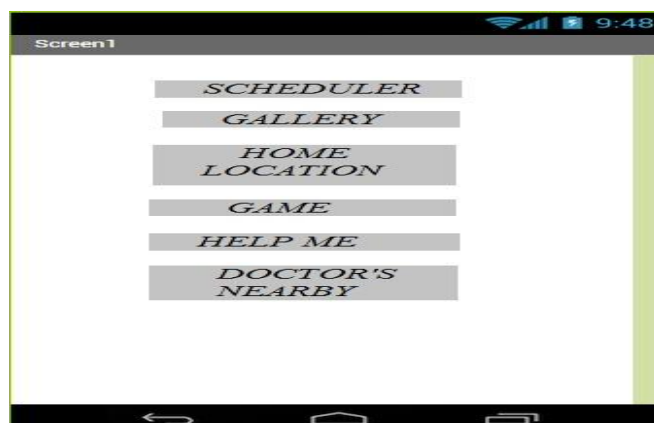 9:48
Screen1
SCHEDULER
GALLERY
HOME
LOCATION
GAME
HELP ME
DOCTOR'S
NEARBY